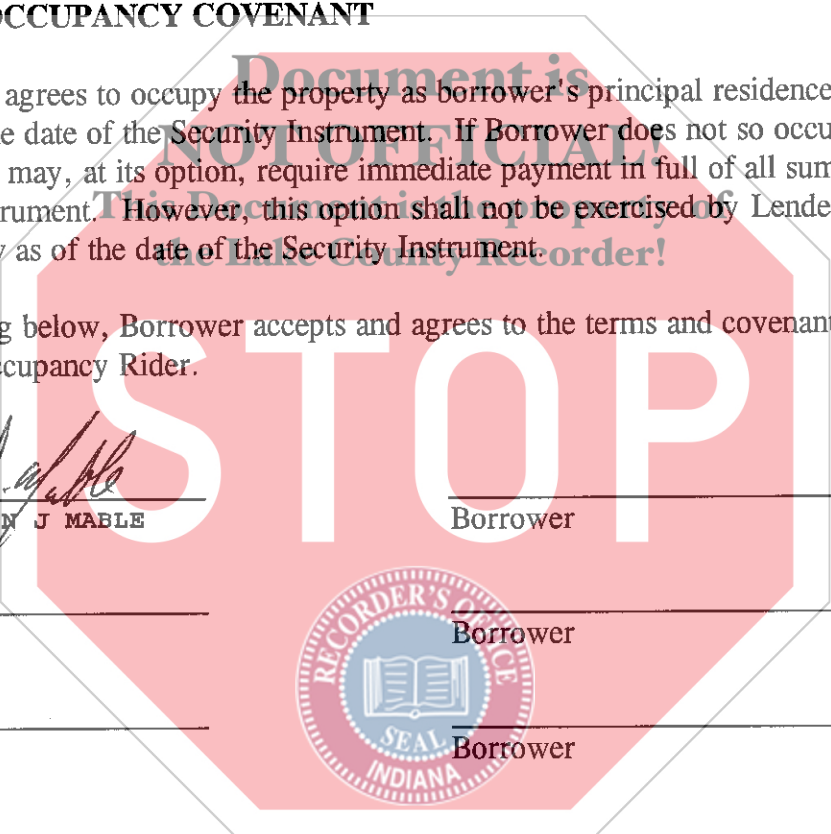 OCCUPANCY COVENANT
Document is
agrees to occupy the property as borrower's principal residence
e date of the Security Instrument. If Borrower does not so occu
NOT OFFICIAL!
may, at its option, require immediate payment in full of all sum
This Document is the property of
trument. However, this option shall not be exercised by Lende
y as of the date of the Security Instrument.
the Lake County Recorder!
g below, Borrower accepts and agrees to the terms and covenant
ccupancy Rider.
STOP
N J MABLE
Borrower
Borrower
Borrower
RECORDER'S OFFICE
SEAL
INDIANA